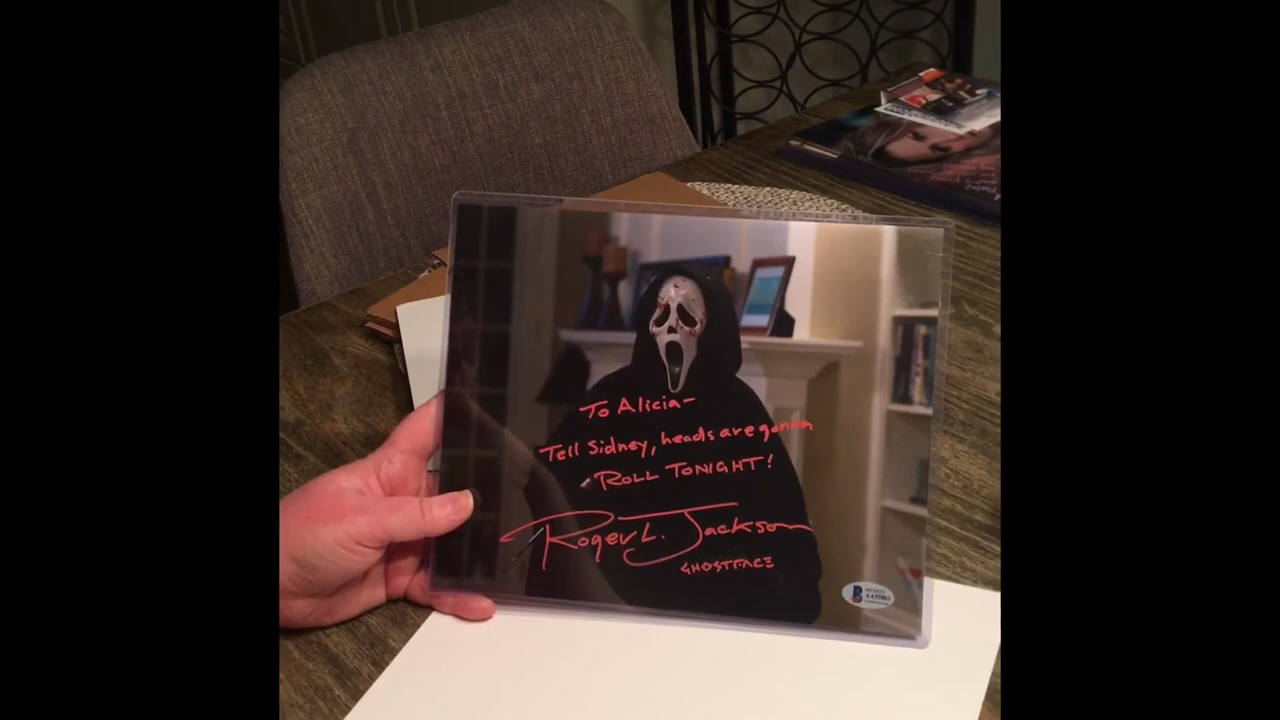 To Alicia-
Tell Sidney, heads are gonna
ROLL TONIGHT!
Roger L. Jackson
GHOSTFACE